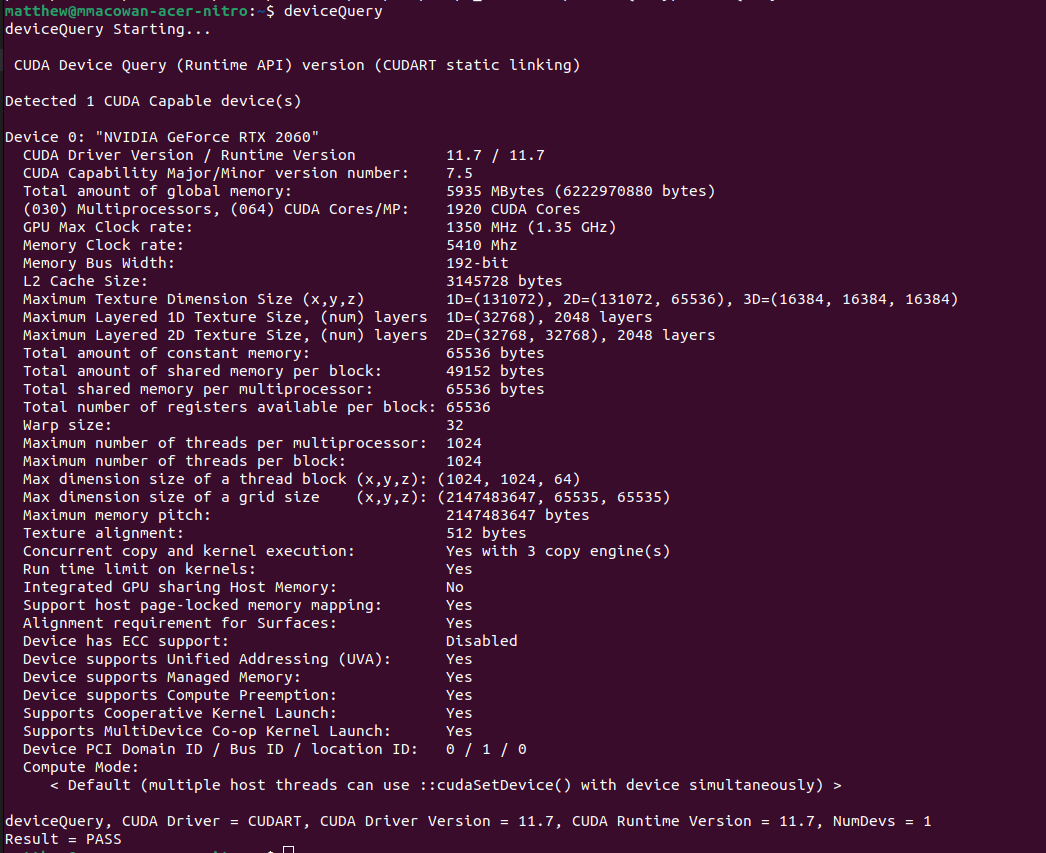 matthew@mmacowan-acer-nitro:~$ deviceQuery
deviceQuery Starting...
CUDA Device Query (Runtime API) version (CUDART static linking)
Detected 1 CUDA Capable device(s)
Device 0: "NVIDIA GeForce RTX 2060"
CUDA Driver Version / Runtime Version 11.7 / 11.7
CUDA Capability Major/Minor version number: 7.5
Total amount of global memory: 5935 MBytes (6222970880 bytes)
(030) Multiprocessors, (064) CUDA Cores/MP: 1920 CUDA Cores
GPU Max Clock rate: 1350 MHz (1.35 GHz)
Memory Clock rate: 5410 Mhz
Memory Bus Width: 192-bit
L2 Cache Size: 3145728 bytes
Maximum Texture Dimension Size (x,y,z) 1D=(131072), 2D=(131072, 65536), 3D=(16384, 16384, 16384)
Maximum Layered 1D Texture Size, (num) layers 1D=(32768), 2048 layers
Maximum Layered 2D Texture Size, (num) layers 2D=(32768, 32768), 2048 layers
Total amount of constant memory: 65536 bytes
Total amount of shared memory per block: 49152 bytes
Total shared memory per multiprocessor: 65536 bytes
Total number of registers available per block: 65536
Warp size: 32
Maximum number of threads per multiprocessor: 1024
Maximum number of threads per block: 1024
Max dimension size of a thread block (x,y,z): (1024, 1024, 64)
Max dimension size of a grid size (x,y,z): (2147483647, 65535, 65535)
Maximum memory pitch: 2147483647 bytes
Texture alignment: 512 bytes
Concurrent copy and kernel execution: Yes with 3 copy engine(s)
Run time limit on kernels: Yes
Integrated GPU sharing Host Memory: No
Support host page-locked memory mapping: Yes
Alignment requirement for Surfaces: Yes
Device has ECC support: Disabled
Device supports Unified Addressing (UVA): Yes
Device supports Managed Memory: Yes
Device supports Compute Preemption: Yes
Supports Cooperative Kernel Launch: Yes
Supports MultiDevice Co-op Kernel Launch: Yes
Device PCI Domain ID / Bus ID / location ID: 0 / 1 / 0
Compute Mode:
< Default (multiple host threads can use ::cudaSetDevice() with device simultaneously) >
deviceQuery, CUDA Driver = CUDART, CUDA Driver Version = 11.7, CUDA Runtime Version = 11.7, NumDevs = 1
Result = PASS